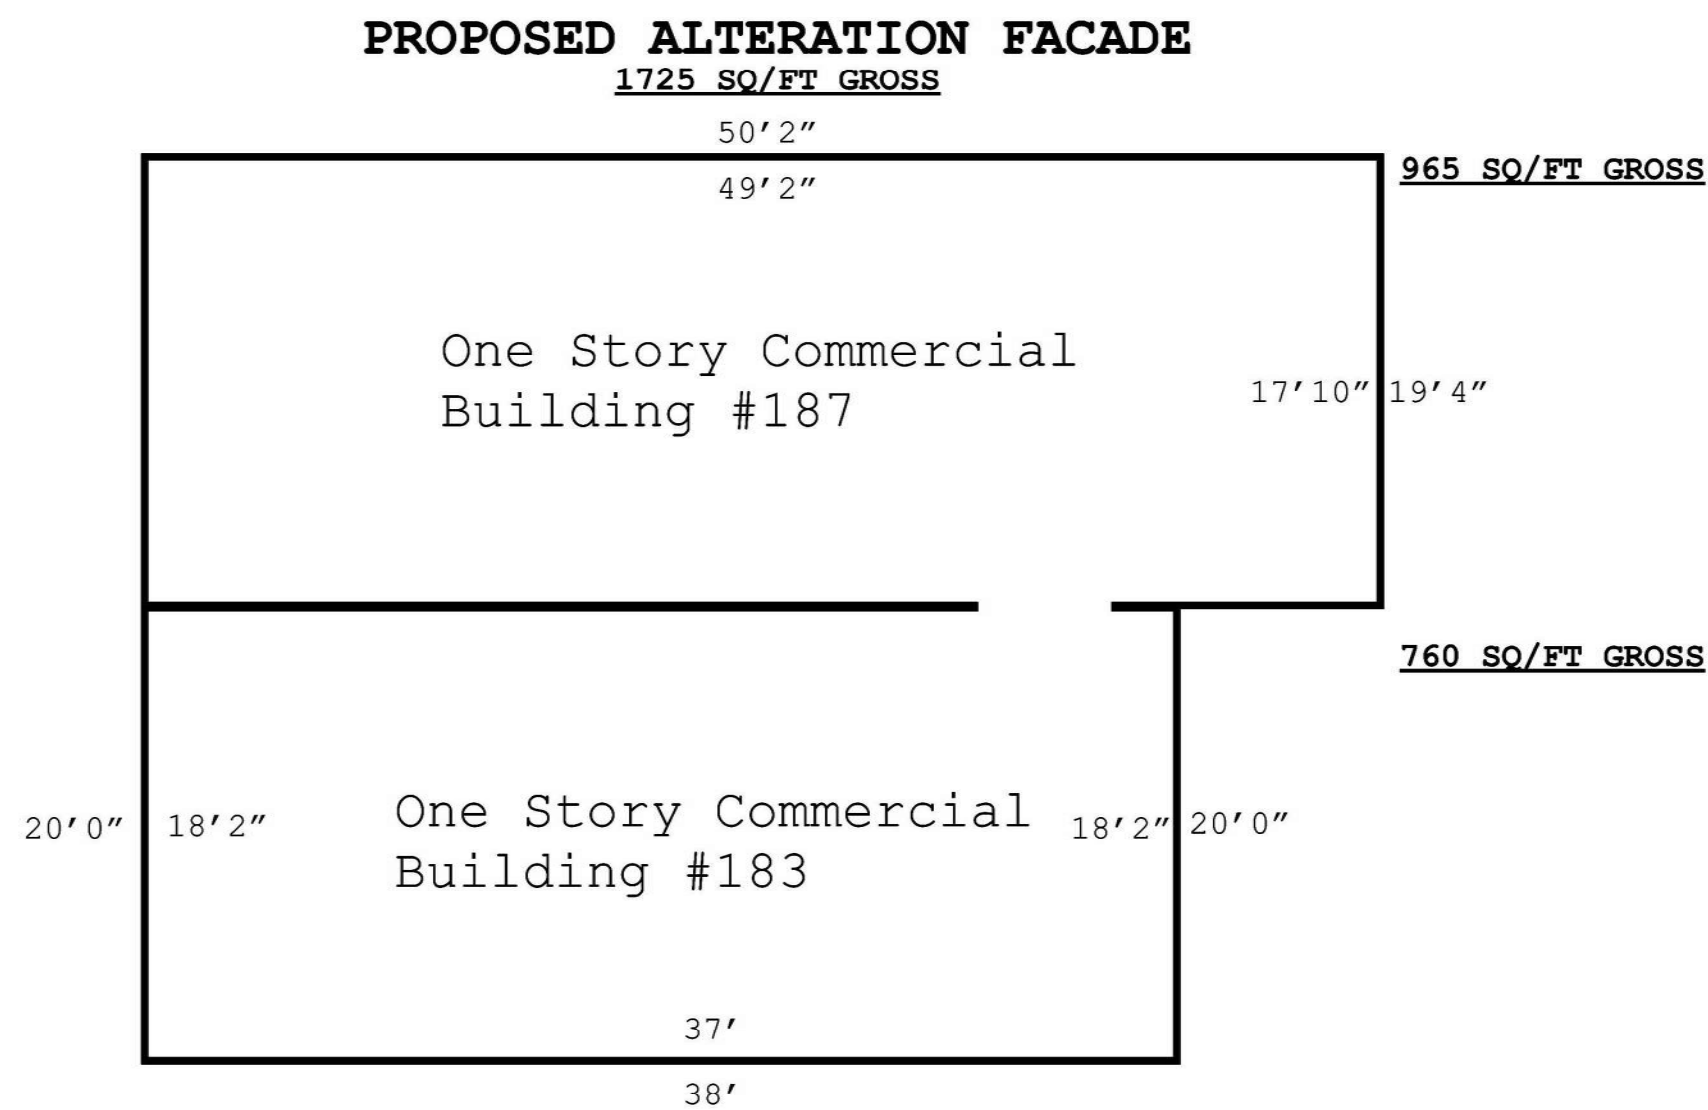 PROPOSED ALTERATION FACADE
1725 SQ/FT GROSS
50′2″
965 SQ/FT GROSS
49′2″
One Story Commercial
Building #187
17′10″
19′4″
760 SQ/FT GROSS
One Story Commercial
Building #183
20′0″
18′2″
18′2″
20′0″
37′
38′